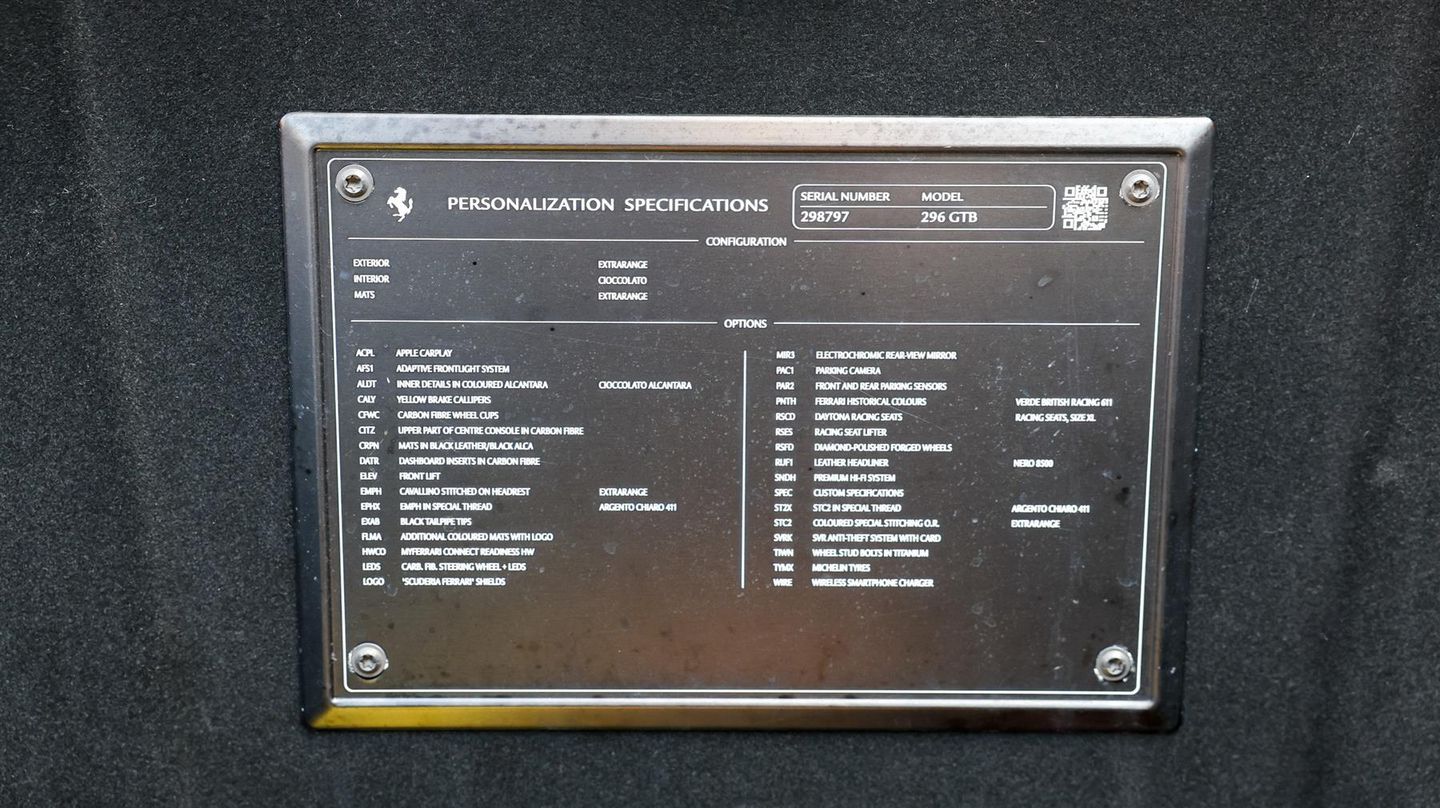 PERSONALIZATION SPECIFICATIONS
SERIAL NUMBER MODEL
298797 296 GTB
CONFIGURATION
EXTERIOR EXTRARANGE
INTERIOR CIOCCOLATO
MATS EXTRARANGE
OPTIONS
ACPL APPLE CARPLAY
AFS1 ADAPTIVE FRONTLIGHT SYSTEM
ALDT INNER DETAILS IN COLOURED ALCANTARA CIOCCOLATO ALCANTARA
CALY YELLOW BRAKE CALLIPERS
CFWC CARBON FIBRE WHEEL CUPS
CITZ UPPER PART OF CENTRE CONSOLE IN CARBON FIBRE
CRPN MATS IN BLACK LEATHER/BLACK ALCA
DATR DASHBOARD INSERTS IN CARBON FIBRE
ELEV FRONT LIFT
EMPH CAVALLINO STITCHED ON HEADREST EXTRARANGE
EPHX EMPH IN SPECIAL THREAD ARGENTO CHIARO 411
EXAB BLACK TAILPIPE TIPS
FLMA ADDITIONAL COLOURED MATS WITH LOGO
HWCO MYFERRARI CONNECT READINESS HW
LEDS CARB. FIB. STEERING WHEEL + LEDS
LOGO "SCUDERIA FERRARI" SHIELDS
MIR3 ELECTROCHROMIC REAR-VIEW MIRROR
PAC1 PARKING CAMERA
PAR2 FRONT AND REAR PARKING SENSORS
PNTH FERRARI HISTORICAL COLOURS VERDE BRITISH RACING 611
RSCD DAYTONA RACING SEATS RACING SEATS, SIZE XL
RSES RACING SEAT LIFTER
RSFD DIAMOND-POLISHED FORGED WHEELS
RUF1 LEATHER HEADLINER NERO 8500
SNDH PREMIUM HI-FI SYSTEM
SPEC CUSTOM SPECIFICATIONS
ST2X STC2 IN SPECIAL THREAD ARGENTO CHIARO 411
STC2 COLOURED SPECIAL STITCHING O.R. EXTRARANGE
SVRK SVR ANTI-THEFT SYSTEM WITH CARD
TIWN WHEEL STUD BOLTS IN TITANIUM
TYMX MICHELIN TYRES
WIRE WIRELESS SMARTPHONE CHARGER